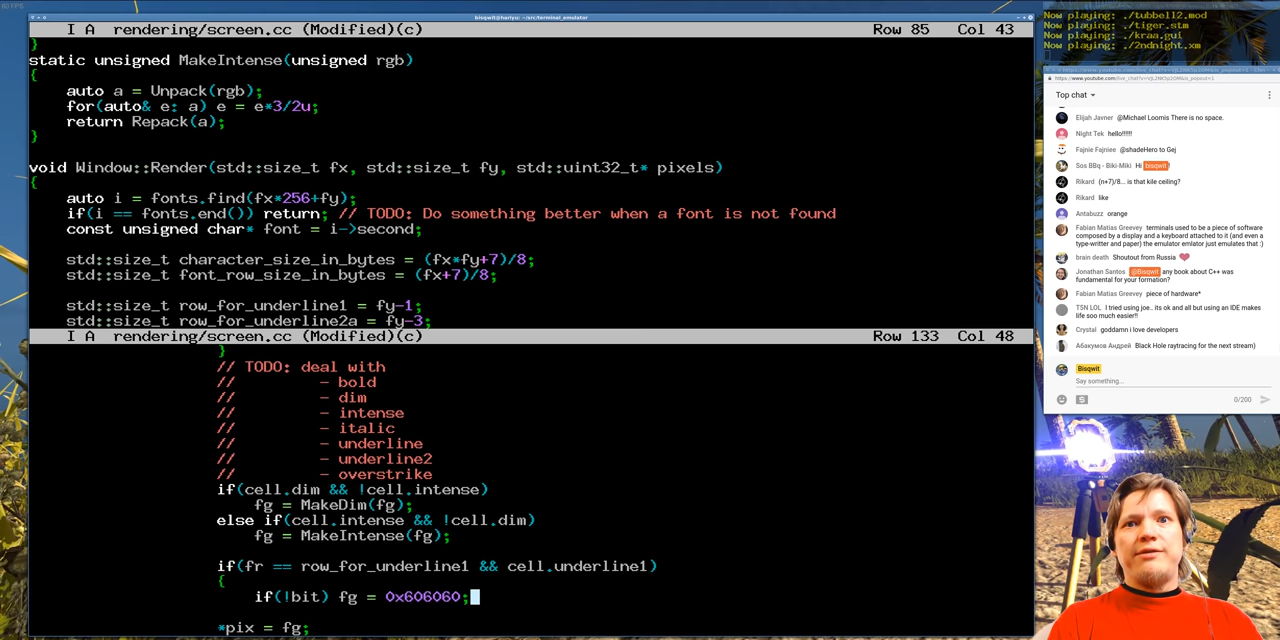 60 FPS
bisqwit@hariyu: ~/src/terminal_emulator
I A rendering/screen.cc (Modified)(c) Row 85 Col 43
}
static unsigned MakeIntense(unsigned rgb)
{
auto a = Unpack(rgb);
for(auto& e: a) e = e*3/2u;
return Repack(a);
}
void Window::Render(std::size_t fx, std::size_t fy, std::uint32_t* pixels)
{
auto i = fonts.find(fx*256+fy);
if(i == fonts.end()) return; // TODO: Do something better when a font is not found
const unsigned char* font = i->second;
std::size_t character_size_in_bytes = (fx*fy+7)/8;
std::size_t font_row_size_in_bytes = (fx+7)/8;
std::size_t row_for_underline1 = fy-1;
std::size_t row_for_underline2a = fy-3;
I A rendering/screen.cc (Modified)(c) Row 133 Col 48
}
// TODO: deal with
// - bold
// - dim
// - intense
// - italic
// - underline
// - underline2
// - overstrike
if(cell.dim && !cell.intense)
fg = MakeDim(fg);
else if(cell.intense && !cell.dim)
fg = MakeIntense(fg);
if(fr == row_for_underline1 && cell.underline1)
{
if(!bit) fg = 0x606060;
*pix = fg;
Now playing: ./tubbell2.mod
Now playing: ./tiger.stm
Now playing: ./kraa.gui
Now playing: ./2ndnight.xm
Top chat
Elijah Javner @Michael Loomis There is no space.
Night Tek hello!!!!!!
Fajnie Fajniee @shadeHero to Gej
Sos BBq - Biki-Miki Hi bisqwit
Rikard (n+7)/8... is that kile ceiling?
Rikard like
Antabuzz orange
Fabian Matias Greevey terminals used to be a piece of software
composed by a display and a keyboard attached to it (and even a
type-writter and paper) the emulator emlator just emulates that :)
brain death Shoutout from Russia
Jonathan Santos @Bisqwit any book about C++ was
fundamental for your formation?
Fabian Matias Greevey piece of hardware*
T5N LOL I tried using joe.. its ok and all but using an IDE makes
life soo much easier!!
Crystal goddamn i love developers
Абакумов Андрей Black Hole raytracing for the next stream)
Bisqwit
Say something...
0/200